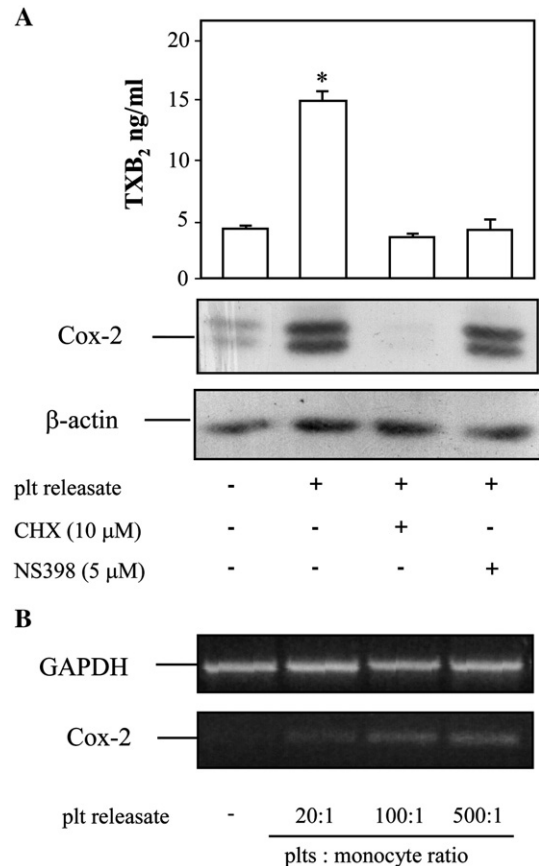 A
TXB₂ ng/ml
20
15
10
5
0
*
Cox-2
β-actin
plt releasate - + + +
CHX (10 μM) - - + -
NS398 (5 μM) - - - +
B
GAPDH
Cox-2
plt releasate - 20:1 100:1 500:1
plts : monocyte ratio